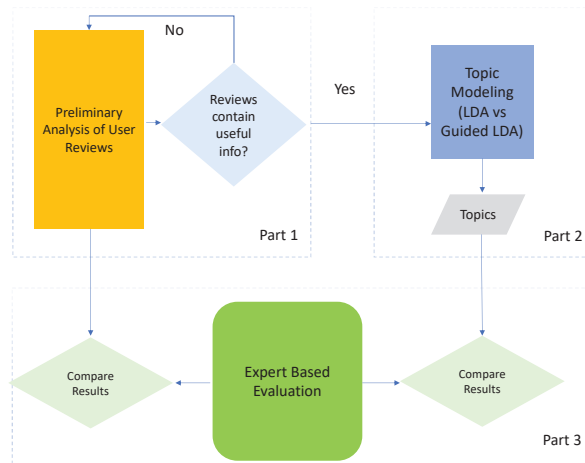 No
Preliminary
Analysis of User
Reviews
Reviews
contain
useful
info?
Yes
Topic
Modeling
(LDA vs
Guided LDA)
Topics
Part 1
Part 2
Compare
Results
Expert Based
Evaluation
Compare
Results
Part 3